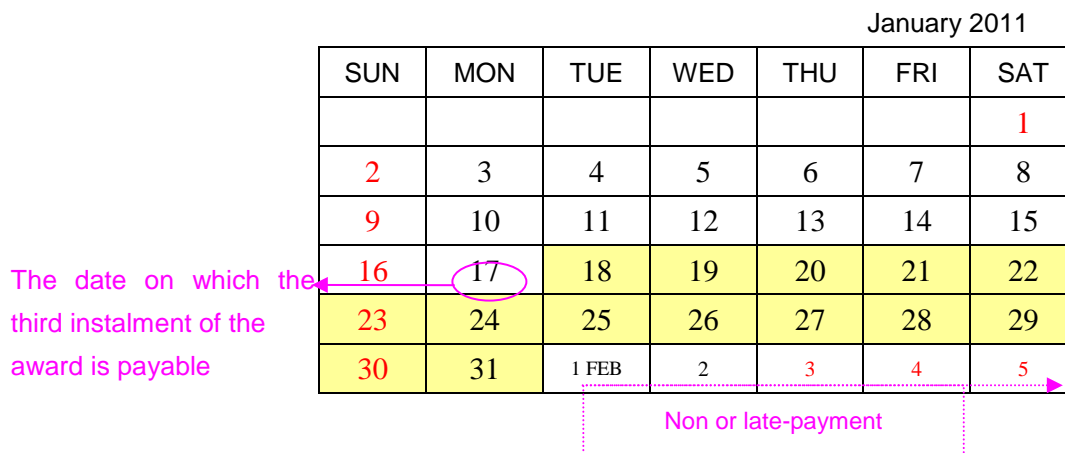 January 2011
SUN MON TUE WED THU FRI SAT
1
2 3 4 5 6 7 8
9 10 11 12 13 14 15
16 17 18 19 20 21 22
23 24 25 26 27 28 29
30 31 1 FEB 2 3 4 5
The date on which the
third instalment of the
award is payable
Non or late-payment